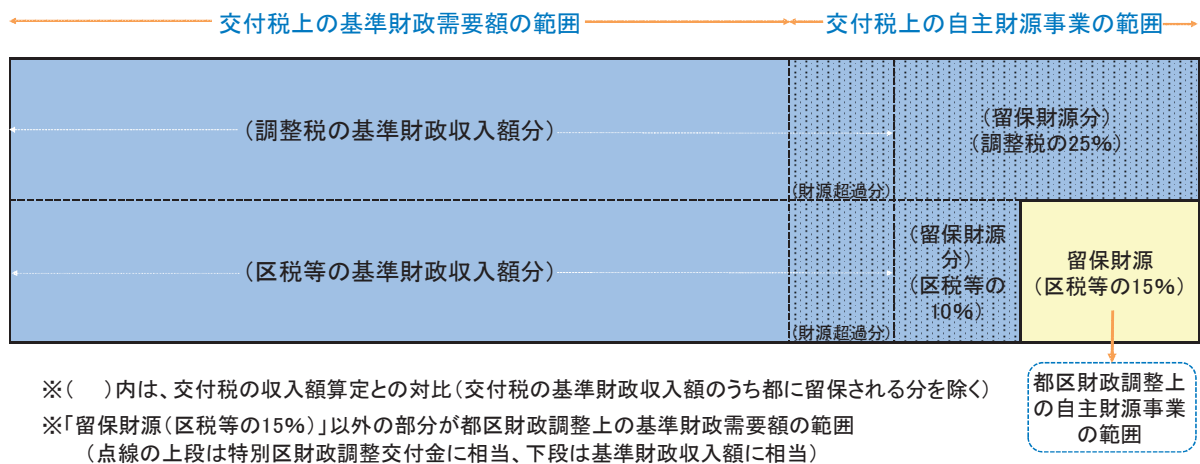 交付税上の基準財政需要額の範囲
交付税上の自主財源事業の範囲
(調整税の基準財政収入額分)
(財源超過分)
(留保財源分)
(調整税の25%)
(区税等の基準財政収入額分)
(財源超過分)
(留保財源
分)
(区税等の
10%)
留保財源
(区税等の15%)
都区財政調整上
の自主財源事業
の範囲
※( )内は、交付税の収入額算定との対比(交付税の基準財政収入額のうち都に留保される分を除く)
※「留保財源(区税等の15%)」以外の部分が都区財政調整上の基準財政需要額の範囲
(点線の上段は特別区財政調整交付金に相当、下段は基準財政収入額に相当)